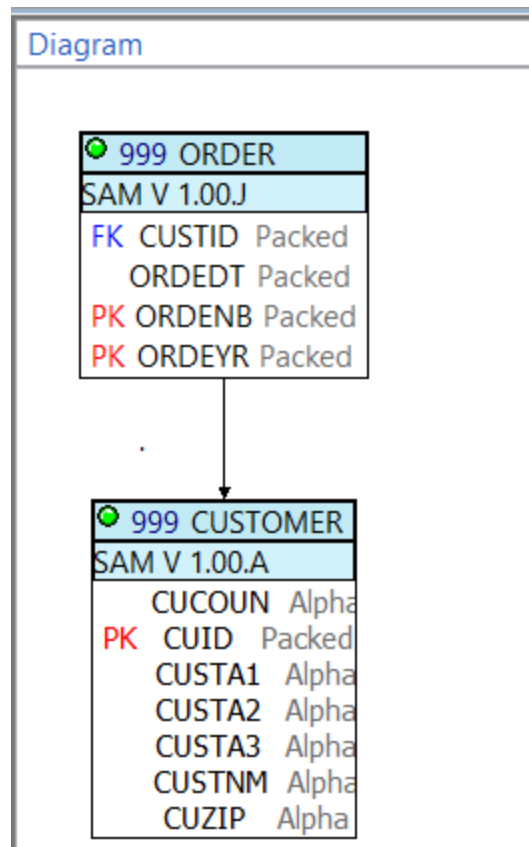 Diagram
999 ORDER
SAM V 1.00.J
FK CUSTID Packed
ORDEDT Packed
PK ORDENB Packed
PK ORDEYR Packed
.
999 CUSTOMER
SAM V 1.00.A
CUCOUN Alpha
PK CUID Packed
CUSTA1 Alpha
CUSTA2 Alpha
CUSTA3 Alpha
CUSTNM Alpha
CUZIP Alpha